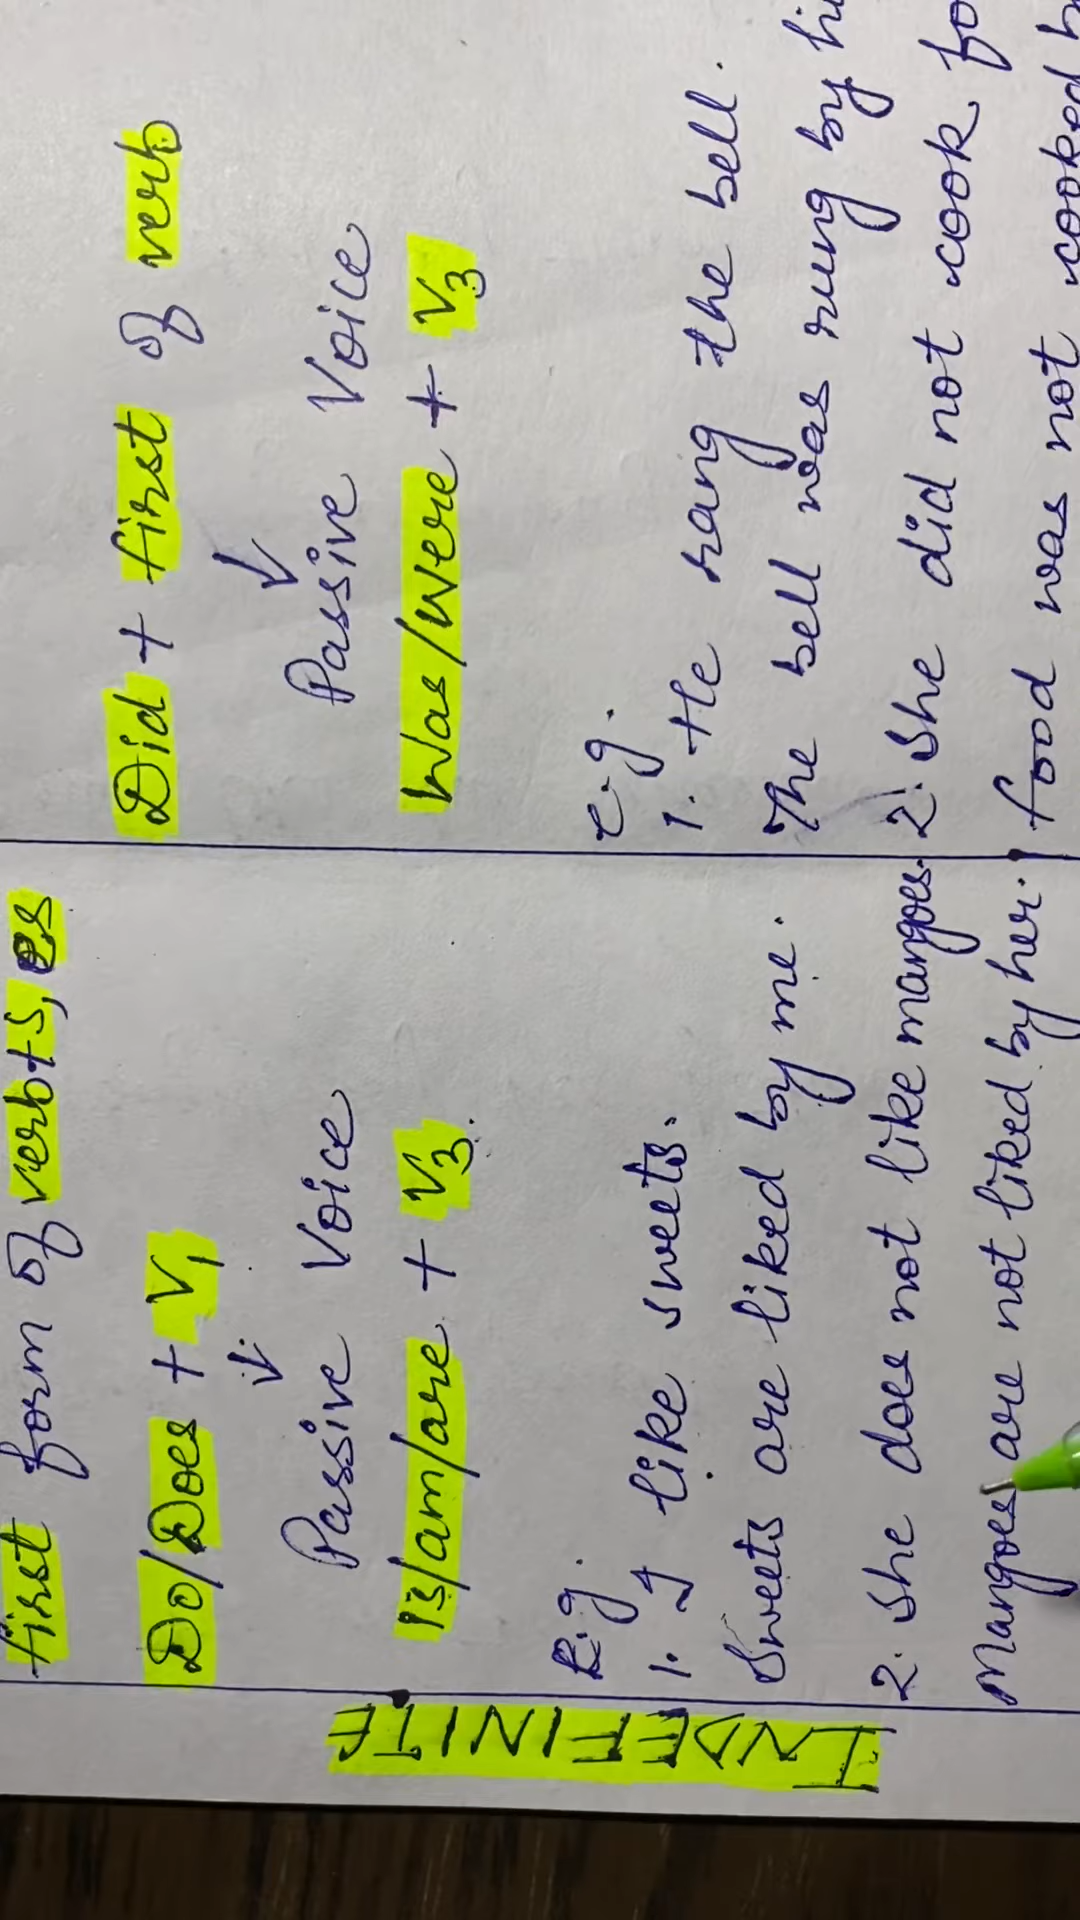 INDEFINITE
first form of verb+s, es
Do/Does + V1
↓
Passive Voice
Is/am/are + V3.
E.g.
1. I like sweets.
Sweets are liked by me.
2. She does not like mangoes.
Mangoes are not liked by her.
Did + first of verb
↓
Passive Voice
Was/Were + V3
e.g.
1. He rang the bell.
The bell was rung by
2. She did not cook
food was not cooked